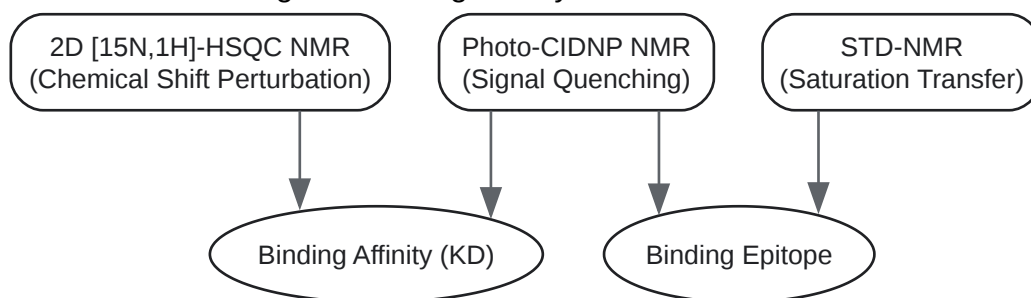 2D [15N,1H]-HSQC NMR
(Chemical Shift Perturbation)
Photo-CIDNP NMR
(Signal Quenching)
STD-NMR
(Saturation Transfer)
Binding Affinity (KD)
Binding Epitope